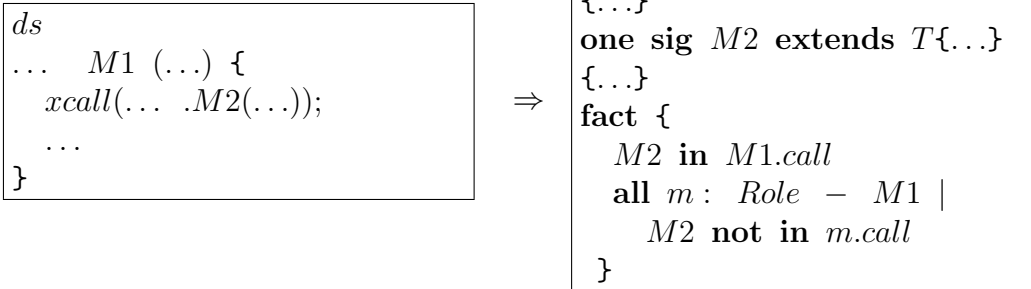 ds
... M1 (...) {
xcall(... .M2(...));
...
}
⇒
{...}
one sig M2 extends T{...}
{...}
fact {
M2 in M1.call
all m : Role − M1 |
M2 not in m.call
}